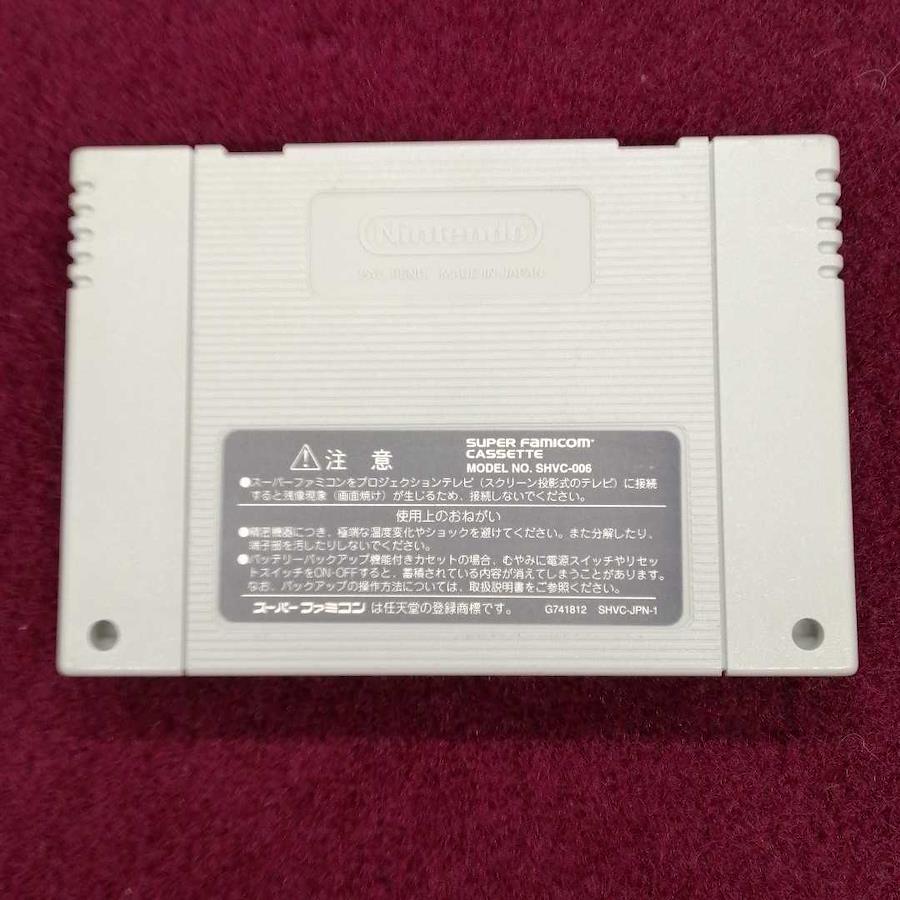 Nintendo
PAT. PEND. MADE IN JAPAN
⚠注 意
SUPER FAMICOM
CASSETTE
MODEL NO. SHVC-006
●スーパーファミコンをプロジェクションテレビ（スクリーン投影式のテレビ）に接続
すると残像現象（画面焼け）が生じるため、接続しないでください。
使用上のおねがい
●精密機器につき、極端な温度変化やショックを避けてください。また分解したり、
端子部を汚したりしないでください。
●バッテリーバックアップ機能付きカセットの場合、むやみに電源スイッチやリセッ
トスイッチをON-OFFすると、蓄積されている内容が消えてしまうことがあります。
なお、バックアップの操作方法については、取扱説明書をご参照ください。
スーパーファミコンは任天堂の登録商標です。 G741812 SHVC-JPN-1